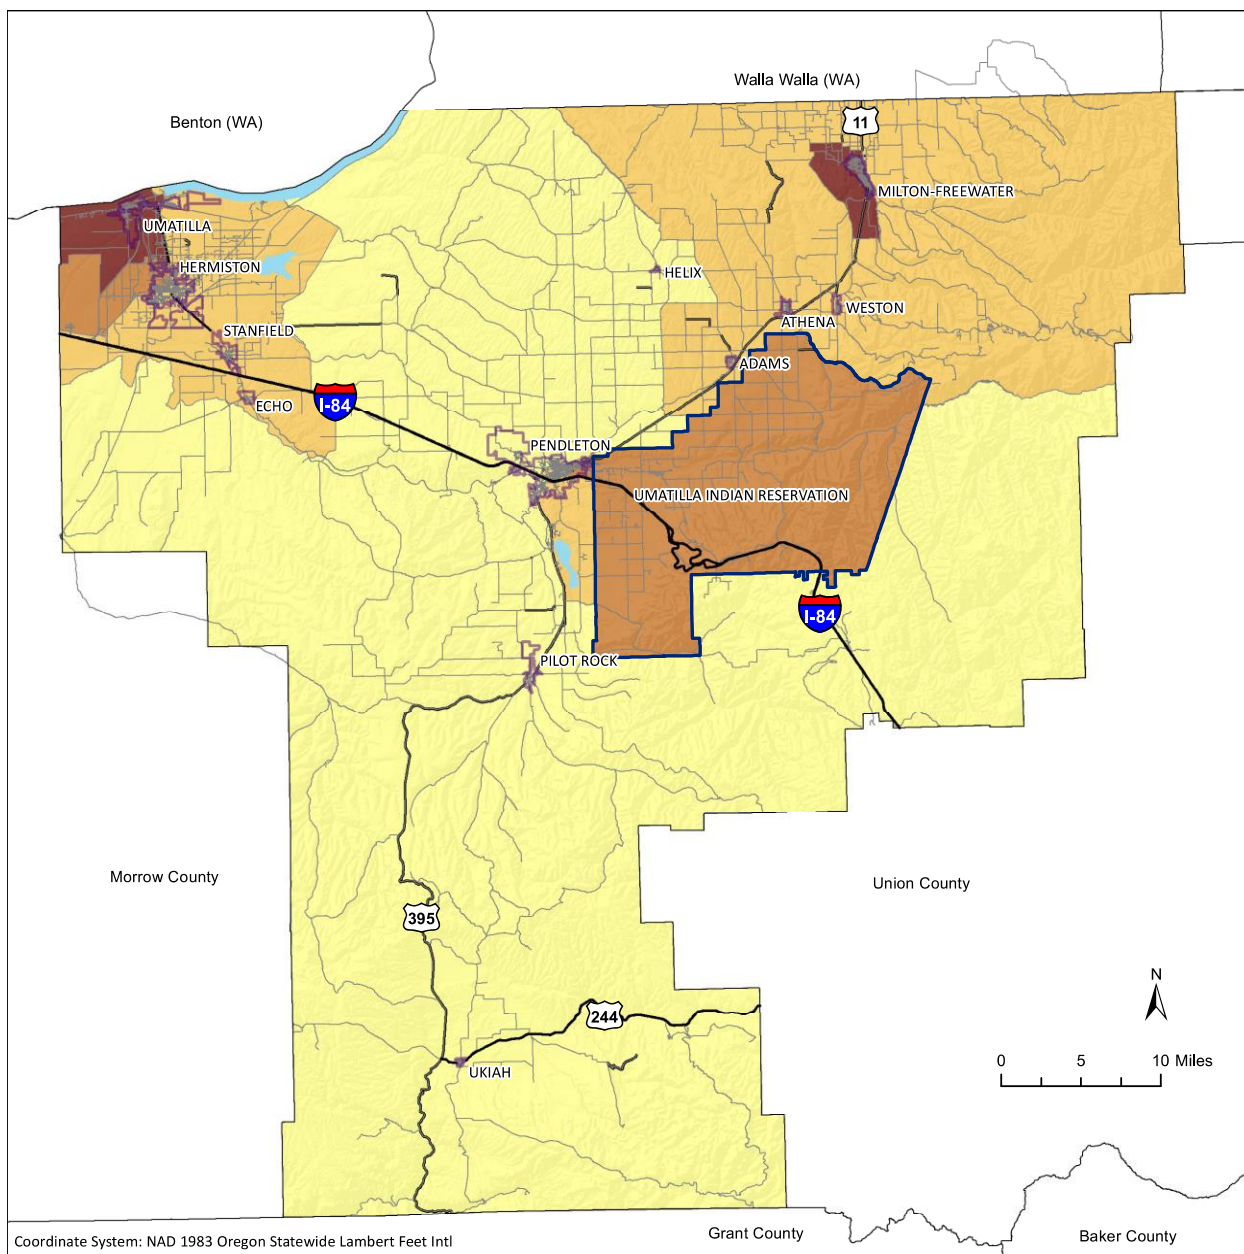 Walla Walla (WA)
Benton (WA)
11
MILTON-FREEWATER
UMATILLA
HERMISTON
HELIX
WESTON
ATHENA
STANFIELD
ADAMS
ECHO
I-84
PENDLETON
UMATILLA INDIAN RESERVATION
I-84
PILOT ROCK
Morrow County
Union County
395
N
244
0 5 10 Miles
UKIAH
Grant County
Baker County
Coordinate System: NAD 1983 Oregon Statewide Lambert Feet Intl